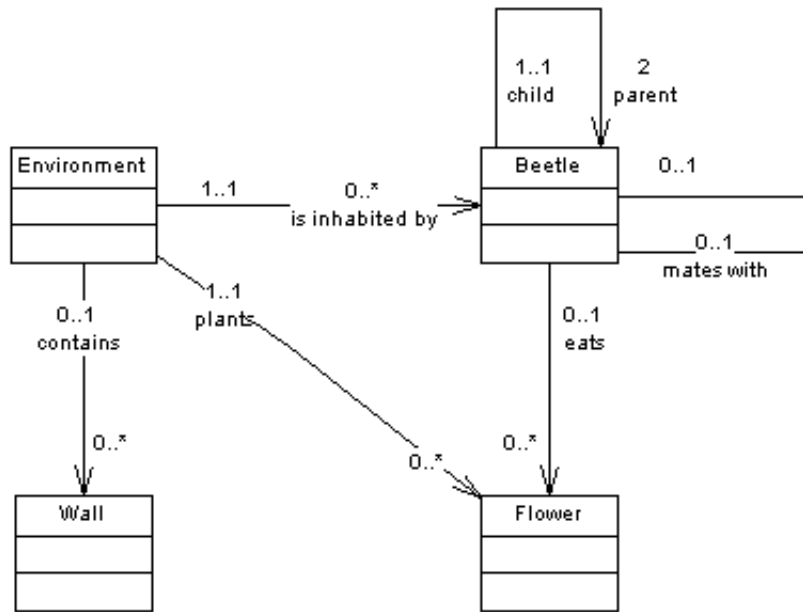 1..1
child
2
parent
Environment
Beetle
0..1
1..1
0..*
is inhabited by
0..1
mates with
1..1
plants
0..1
contains
0..1
eats
0..*
0..*
0..*
Wall
Flower